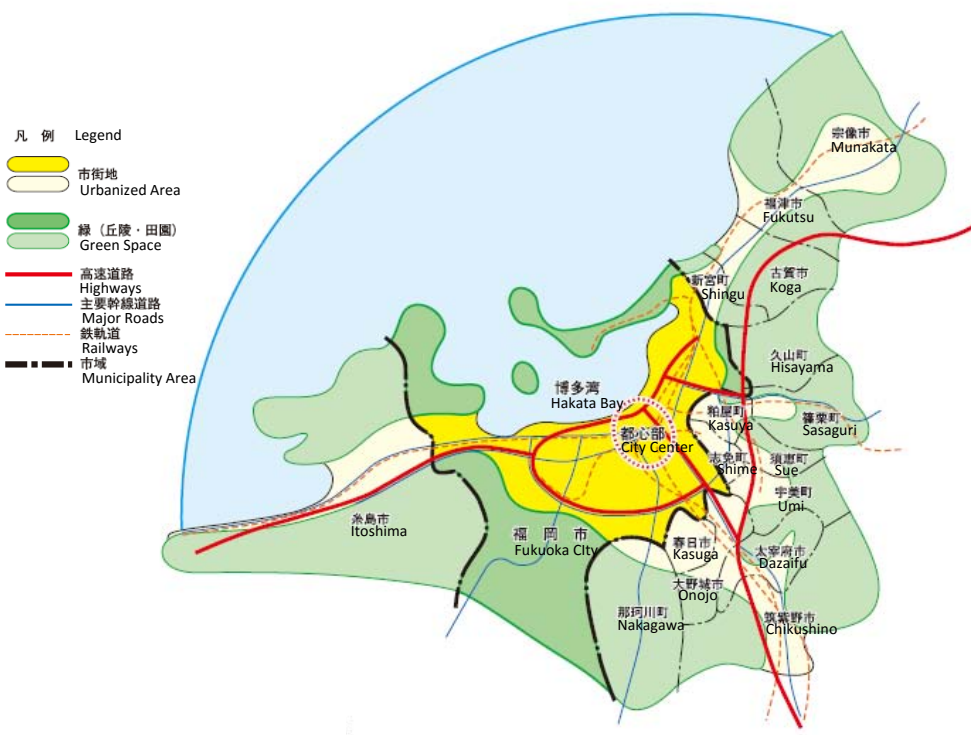 凡 例 Legend
市街地
Urbanized Area
緑（丘陵・田園）
Green Space
高速道路
Highways
主要幹線道路
Major Roads
鉄軌道
Railways
市域
Municipality Area
宗像市
Munakata
福津市
Fukutsu
古賀市
Koga
新宮町
Shingu
久山町
Hisayama
博多湾
Hakata Bay
粕屋町
Kasuya
篠栗町
Sasaguri
都心部
City Center
志免町
Shime
須恵町
Sue
宇美町
Umi
糸島市
Itoshima
福 岡 市
Fukuoka CIty
春日市
Kasuga
太宰府市
Dazaifu
大野城市
Onojo
那珂川町
Nakagawa
筑紫野市
Chikushino